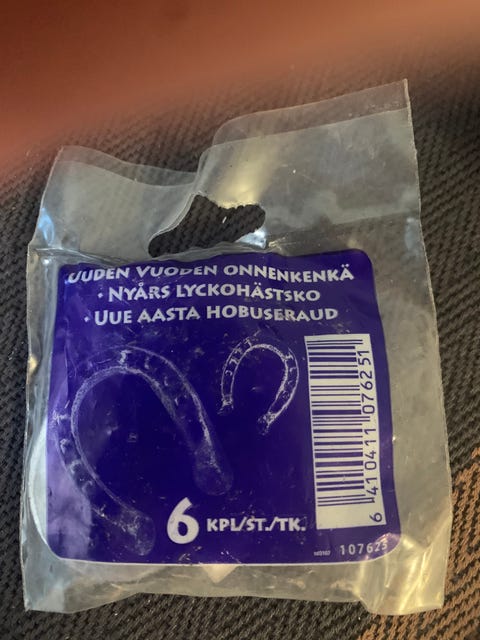 UUDEN VUODEN ONNENKENKÄ
• NYÅRS LYCKOHÄSTSKO
• UUE AASTA HOBUSERAUD
6 KPL/ST./TK.
6 410411 076251
107625